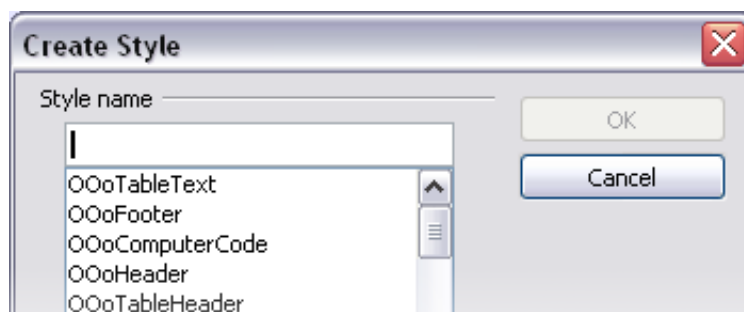 Create Style
Style name
OK
Cancel
OOoTableText
OOoFooter
OOoComputerCode
OOoHeader
OOoTableHeader